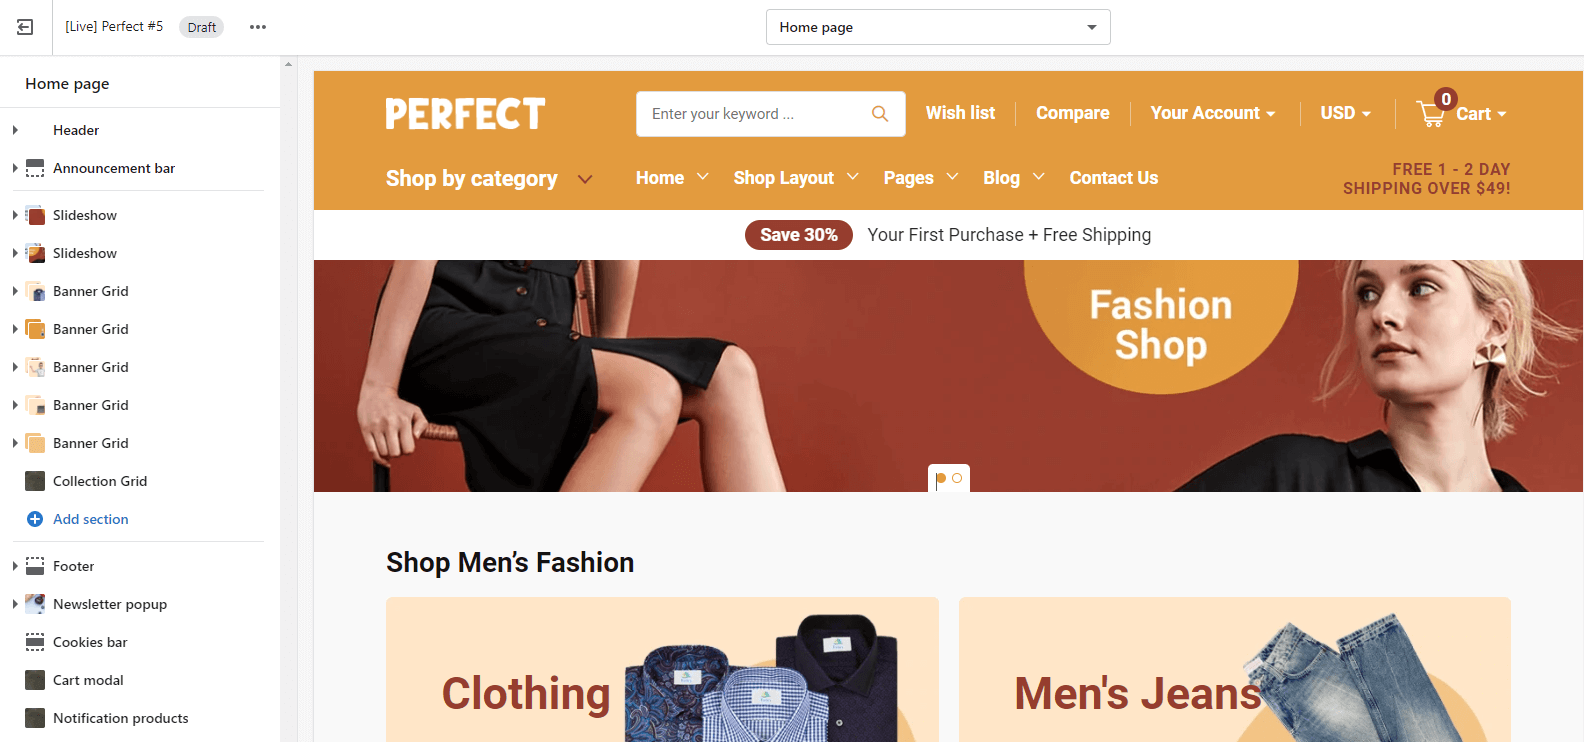 [Live] Perfect #5 Draft
Home page
Home page
Header
Announcement bar
Slideshow
Slideshow
Banner Grid
Banner Grid
Banner Grid
Banner Grid
Banner Grid
Collection Grid
Add section
Footer
Newsletter popup
Cookies bar
Cart modal
Notification products
PERFECT
Enter your keyword ...
Wish list
Compare
Your Account
USD
0
Cart
Shop by category
Home
Shop Layout
Pages
Blog
Contact Us
FREE 1 - 2 DAY
SHIPPING OVER $49!
Save 30% Your First Purchase + Free Shipping
Fashion
Shop
Shop Men’s Fashion
Clothing
Men's Jeans